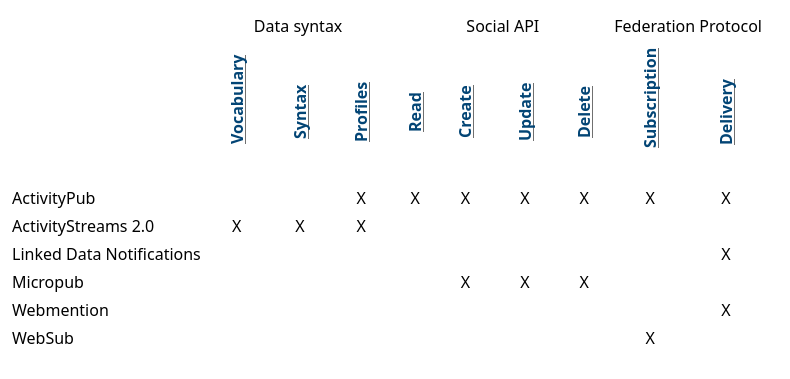 Data syntax Social API Federation Protocol
Vocabulary Syntax Profiles Read Create Update Delete Subscription Delivery
ActivityPub X X X X X X X
ActivityStreams 2.0 X X X
Linked Data Notifications X
Micropub X X X
Webmention X
WebSub X